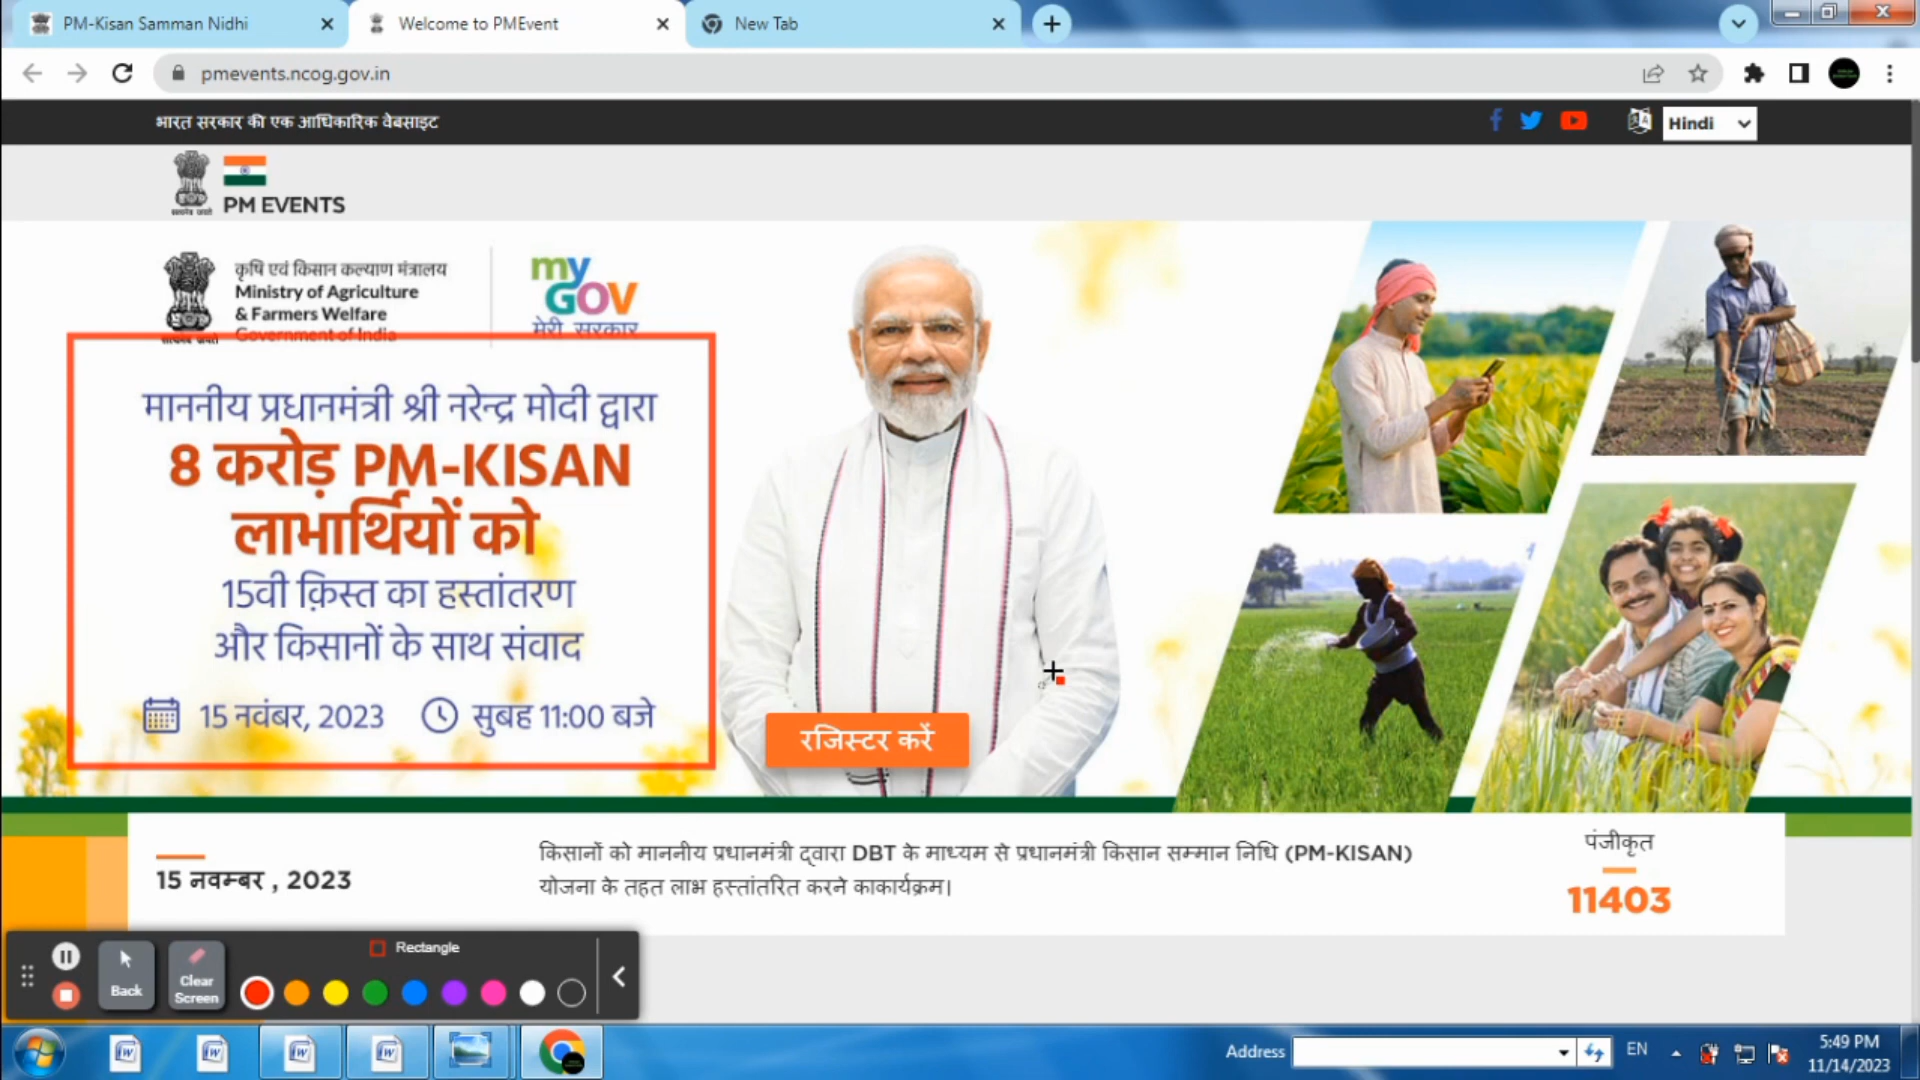 PM-Kisan Samman Nidhi
Welcome to PMEvent
New Tab
pmevents.ncog.gov.in
भारत सरकार की एक आधिकारिक वेबसाइट
Hindi
PM EVENTS
कृषि एवं किसान कल्याण मंत्रालय
Ministry of Agriculture
& Farmers Welfare
Government of India
सत्यमेव जयते
my
GOV
मेरी सरकार
माननीय प्रधानमंत्री श्री नरेन्द्र मोदी द्वारा
8 करोड़ PM-KISAN
लाभार्थियों को
15वी क़िस्त का हस्तांतरण
और किसानों के साथ संवाद
15 नवंबर, 2023 सुबह 11:00 बजे
रजिस्टर करें
15 नवम्बर , 2023
किसानों को माननीय प्रधानमंत्री द्वारा DBT के माध्यम से प्रधानमंत्री किसान सम्मान निधि (PM-KISAN)
योजना के तहत लाभ हस्तांतरित करने काकार्यक्रम।
पंजीकृत
11403
Rectangle
Back
Clear
Screen
Address
EN
5:49 PM
11/14/2023